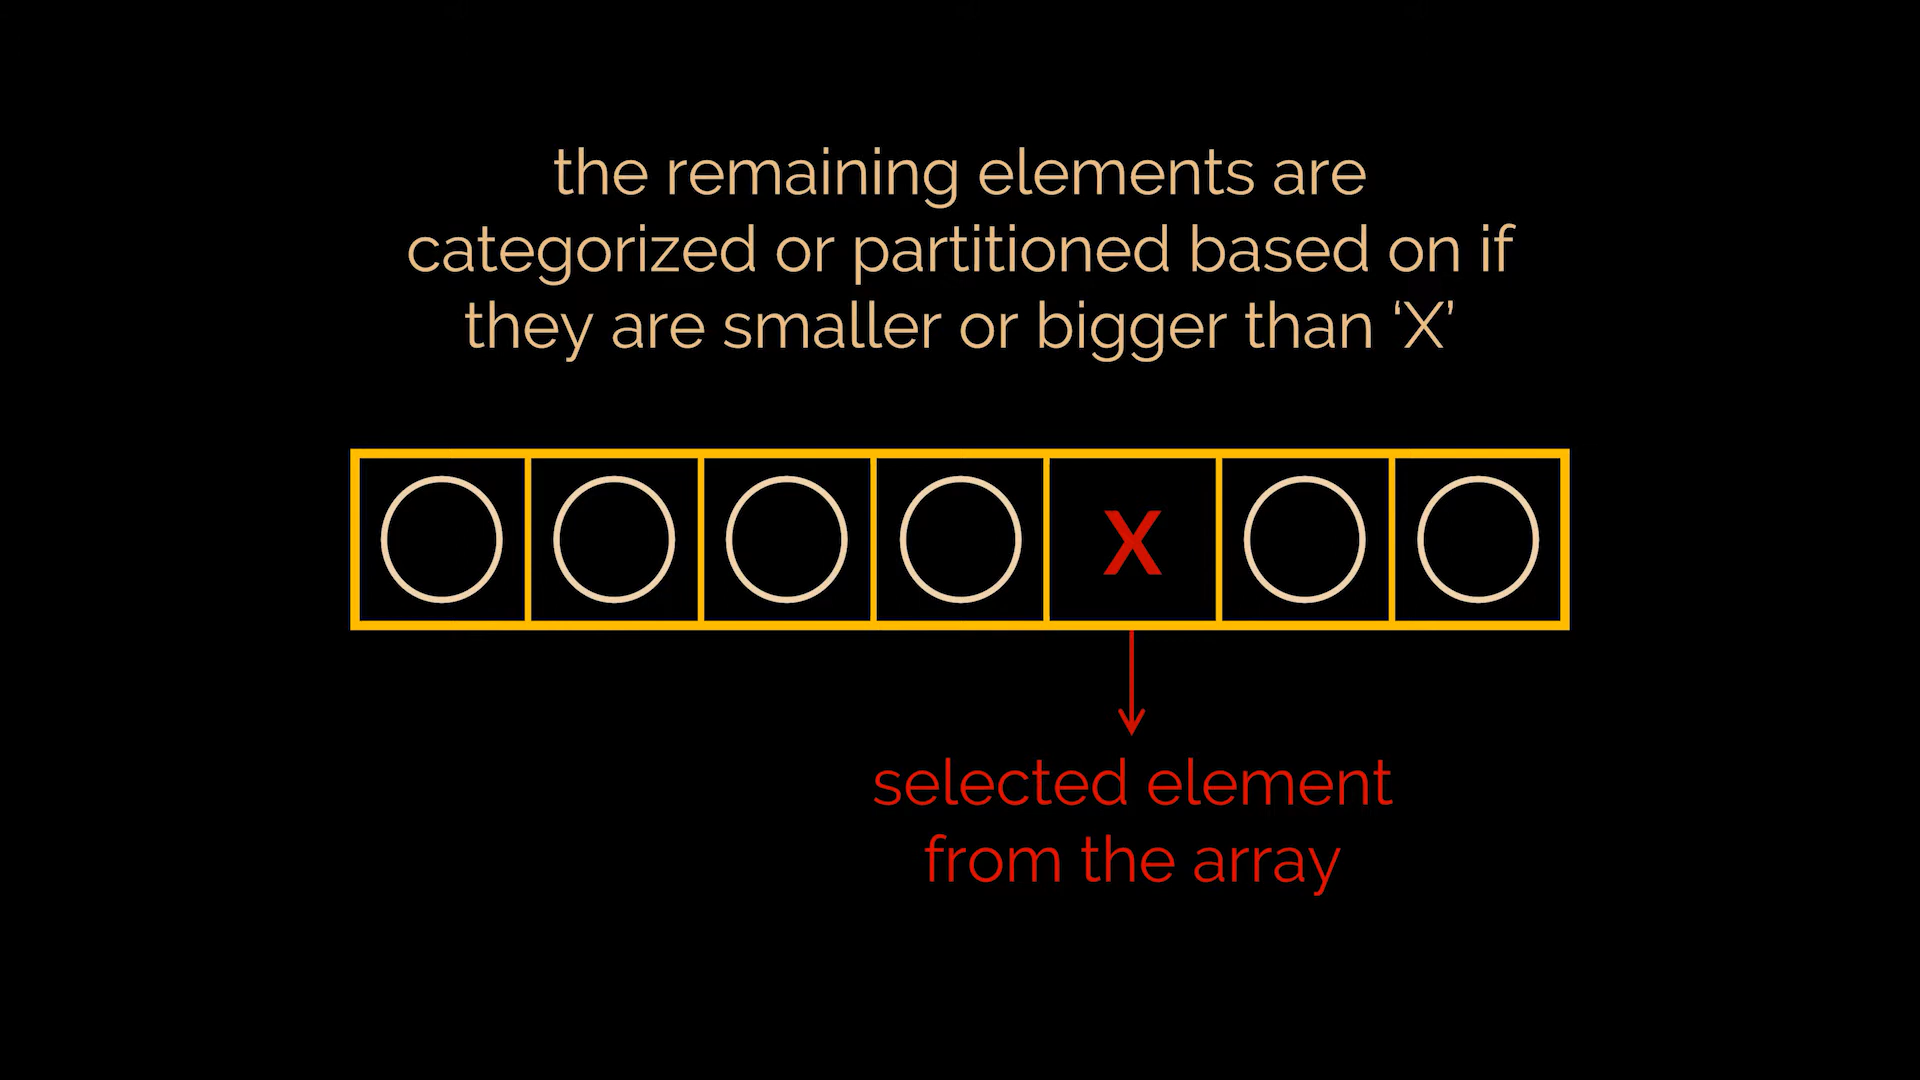 the remaining elements are
categorized or partitioned based on if
they are smaller or bigger than ‘X’
X
selected element
from the array